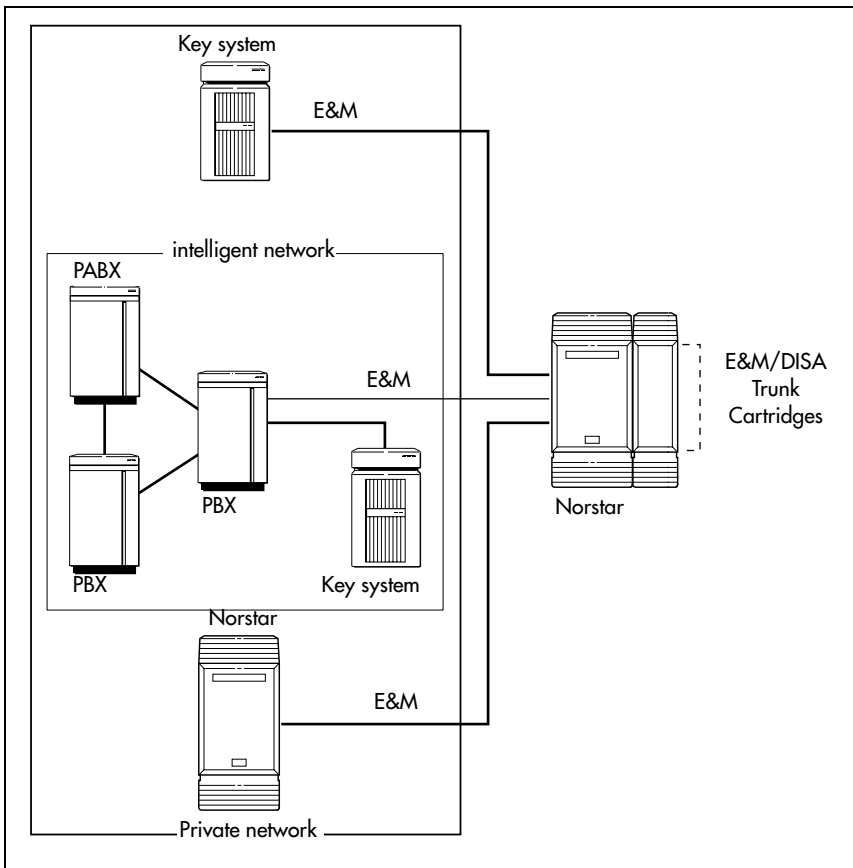 Key system
E&M
intelligent network
PABX
E&M
E&M/DISA
Trunk
Cartridges
PBX
Norstar
PBX
Key system
Norstar
E&M
Private network